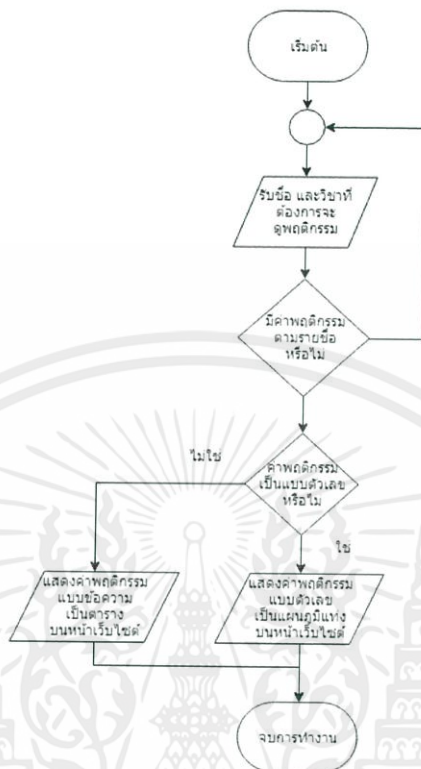 เริ่มต้น
รับชื่อ และวิชาที่
ต้องการจะ
ดูพฤติกรรม
มีค่าพฤติกรรม
ตามรายชื่อ
หรือไม่
ค่าพฤติกรรม
เป็นแบบตัวเลข
หรือไม่
ไม่ใช่
ใช่
แสดงค่าพฤติกรรม
แบบข้อความ
เป็นตาราง
บนหน้าเว็บไซต์
แสดงค่าพฤติกรรม
แบบตัวเลข
เป็นแผนภูมิแท่ง
บนหน้าเว็บไซต์
จบการทำงาน